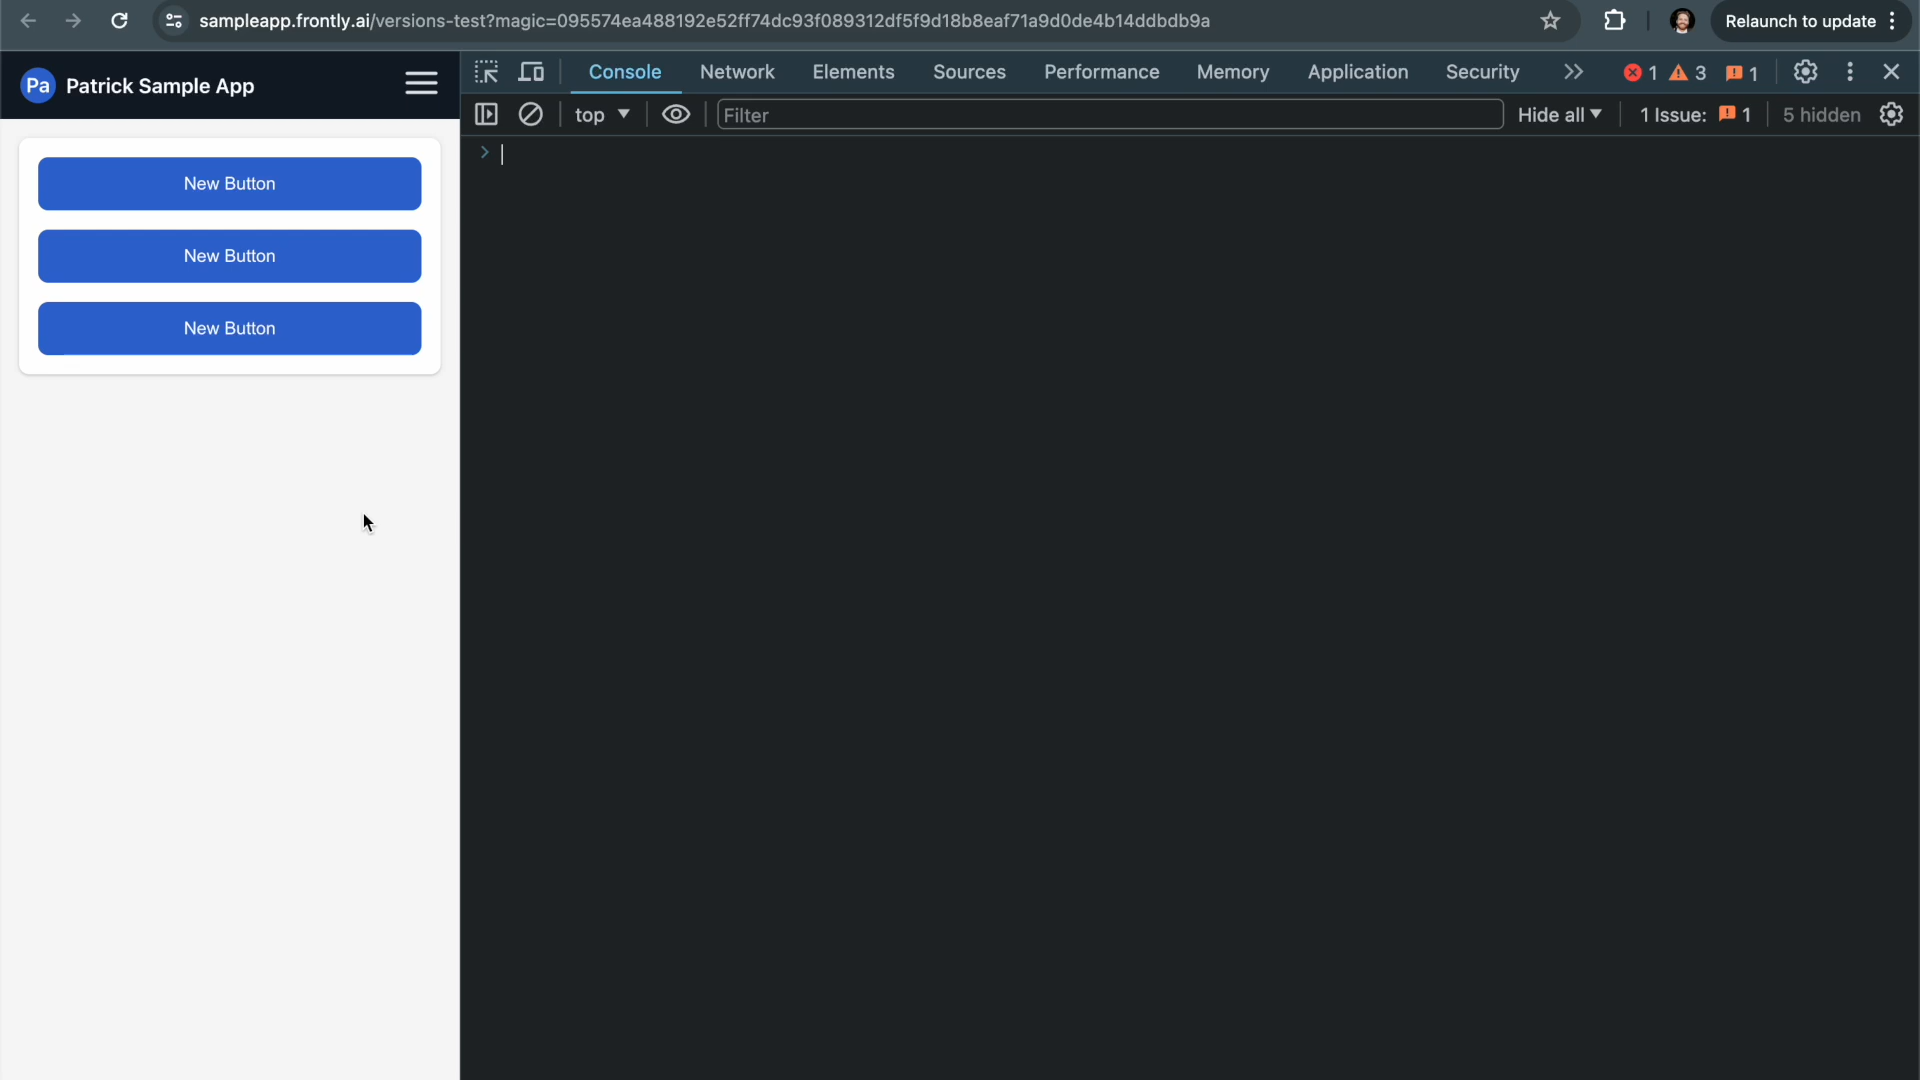 sampleapp.frontly.ai/versions-test?magic=095574ea488192e52ff74dc93f089312df5f9d18b8eaf71a9d0de4b14ddbdb9a
Relaunch to update
Pa Patrick Sample App
Console Network Elements Sources Performance Memory Application Security 1 3 1
top Filter Hide all 1 Issue: 1 5 hidden
New Button
New Button
New Button